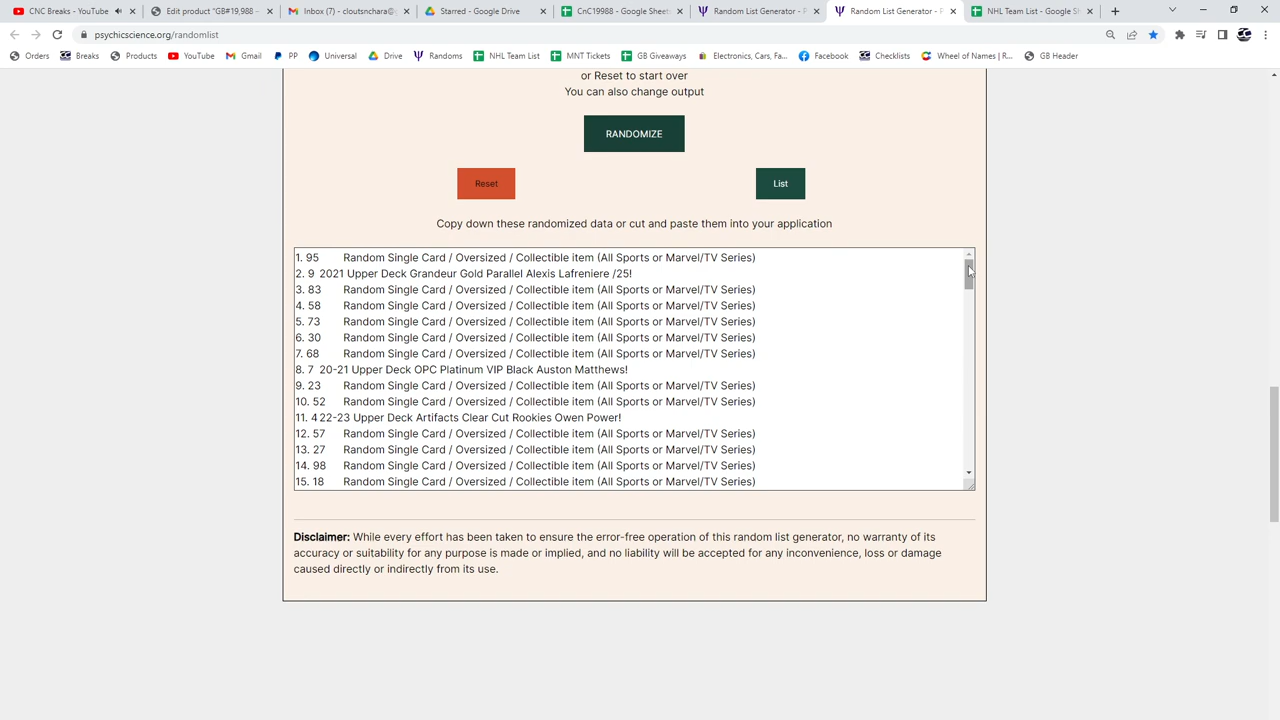 CNC Breaks - YouTube
Edit product "GB#19,988 -
Inbox (7) - cloutsnchara@
Starred - Google Drive
CnC19988 - Google Sheets
Random List Generator - P
Random List Generator - P
NHL Team List - Google Sh
psychicscience.org/randomlist
Orders Breaks Products YouTube Gmail PP Universal Drive Randoms NHL Team List MNT Tickets GB Giveaways Electronics, Cars, Fa... Facebook Checklists Wheel of Names | R... GB Header
or Reset to start over
You can also change output
RANDOMIZE
Reset
List
Copy down these randomized data or cut and paste them into your application
1. 95 Random Single Card / Oversized / Collectible item (All Sports or Marvel/TV Series)
2. 9 2021 Upper Deck Grandeur Gold Parallel Alexis Lafreniere /25!
3. 83 Random Single Card / Oversized / Collectible item (All Sports or Marvel/TV Series)
4. 58 Random Single Card / Oversized / Collectible item (All Sports or Marvel/TV Series)
5. 73 Random Single Card / Oversized / Collectible item (All Sports or Marvel/TV Series)
6. 30 Random Single Card / Oversized / Collectible item (All Sports or Marvel/TV Series)
7. 68 Random Single Card / Oversized / Collectible item (All Sports or Marvel/TV Series)
8. 7 20-21 Upper Deck OPC Platinum VIP Black Auston Matthews!
9. 23 Random Single Card / Oversized / Collectible item (All Sports or Marvel/TV Series)
10. 52 Random Single Card / Oversized / Collectible item (All Sports or Marvel/TV Series)
11. 4 22-23 Upper Deck Artifacts Clear Cut Rookies Owen Power!
12. 57 Random Single Card / Oversized / Collectible item (All Sports or Marvel/TV Series)
13. 27 Random Single Card / Oversized / Collectible item (All Sports or Marvel/TV Series)
14. 98 Random Single Card / Oversized / Collectible item (All Sports or Marvel/TV Series)
15. 18 Random Single Card / Oversized / Collectible item (All Sports or Marvel/TV Series)
Disclaimer: While every effort has been taken to ensure the error-free operation of this random list generator, no warranty of its
accuracy or suitability for any purpose is made or implied, and no liability will be accepted for any inconvenience, loss or damage
caused directly or indirectly from its use.